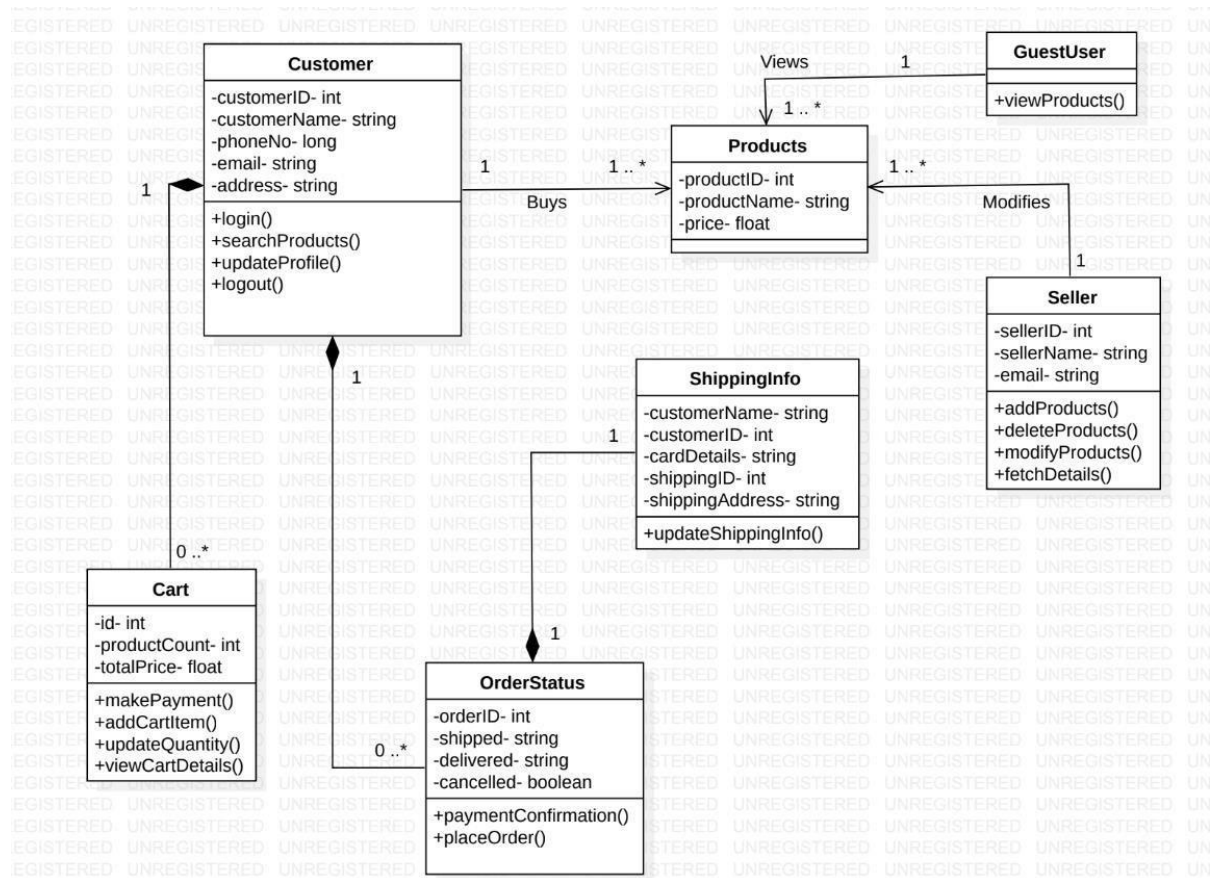 Customer
-customerID- int
-customerName- string
-phoneNo- long
-email- string
-address- string
+login()
+searchProducts()
+updateProfile()
+logout()
1
1
Buys
1..*
Views
1
1 .. *
GuestUser
+viewProducts()
Products
-productID- int
-productName- string
-price- float
1..*
Modifies
1
Seller
-sellerID- int
-sellerName- string
-email- string
+addProducts()
+deleteProducts()
+modifyProducts()
+fetchDetails()
1
ShippingInfo
-customerName- string
-customerID- int
-cardDetails- string
-shippingID- int
-shippingAddress- string
+updateShippingInfo()
1
0 ..*
Cart
-id- int
-productCount- int
-totalPrice- float
+makePayment()
+addCartItem()
+updateQuantity()
+viewCartDetails()
1
0 ..*
OrderStatus
-orderID- int
-shipped- string
-delivered- string
-cancelled- boolean
+paymentConfirmation()
+placeOrder()
UNREGISTERED